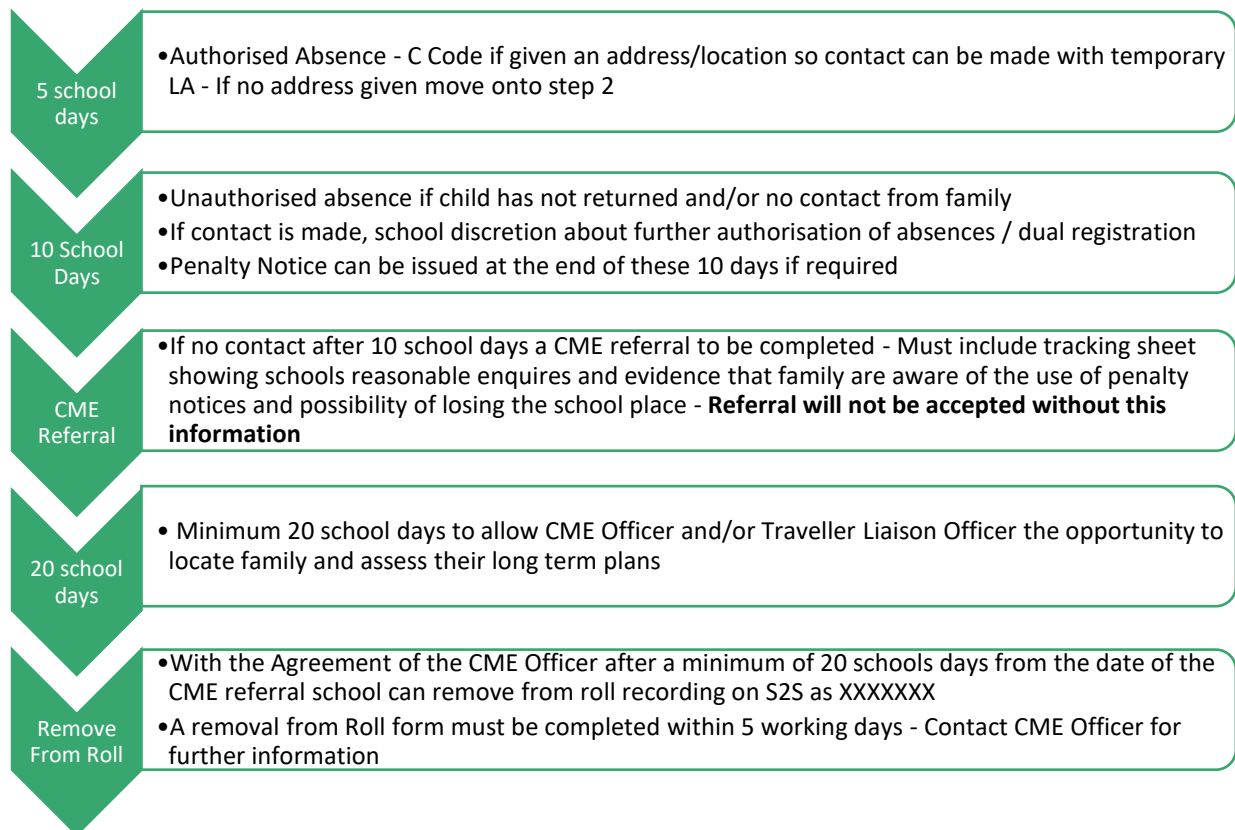 5 school
days
•Authorised Absence - C Code if given an address/location so contact can be made with temporary
LA - If no address given move onto step 2
10 School
Days
•Unauthorised absence if child has not returned and/or no contact from family
•If contact is made, school discretion about further authorisation of absences / dual registration
•Penalty Notice can be issued at the end of these 10 days if required
CME
Referral
•If no contact after 10 school days a CME referral to be completed - Must include tracking sheet
showing schools reasonable enquires and evidence that family are aware of the use of penalty
notices and possibility of losing the school place - Referral will not be accepted without this
information
20 school
days
• Minimum 20 school days to allow CME Officer and/or Traveller Liaison Officer the opportunity to
locate family and assess their long term plans
Remove
From Roll
•With the Agreement of the CME Officer after a minimum of 20 schools days from the date of the
CME referral school can remove from roll recording on S2S as XXXXXXX
•A removal from Roll form must be completed within 5 working days - Contact CME Officer for
further information